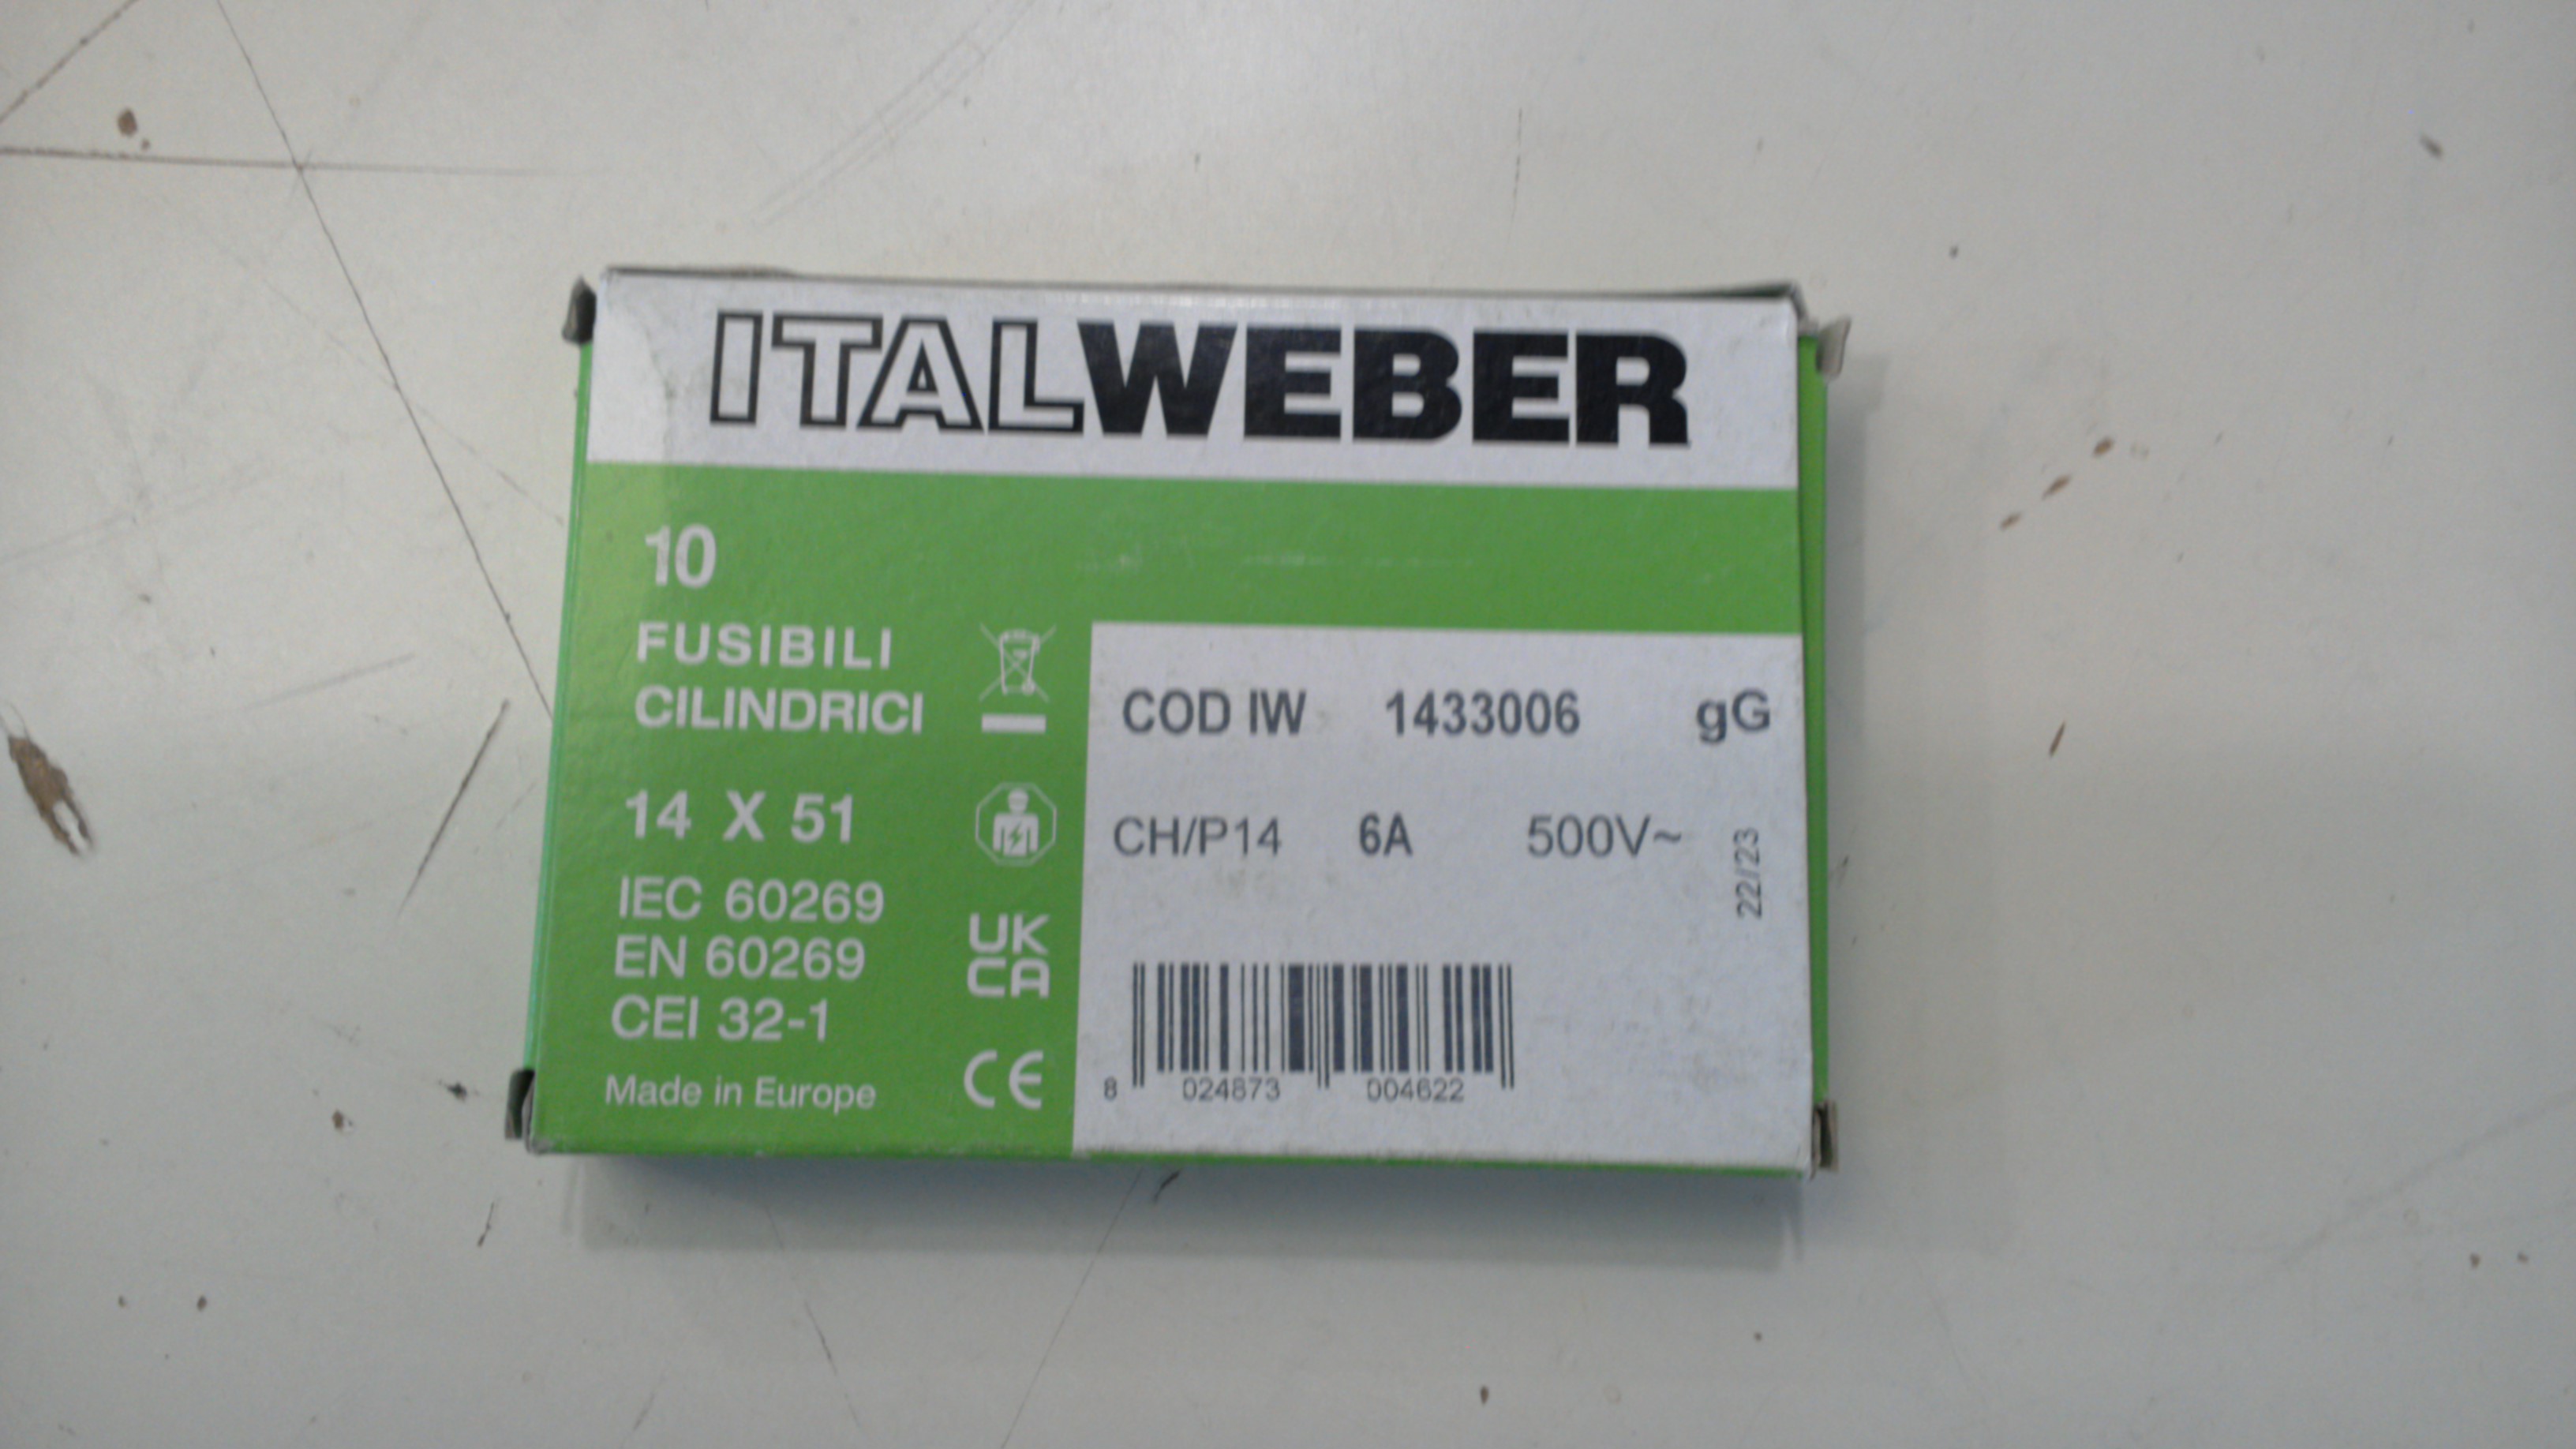 ITALWEBER
10
FUSIBILI
CILINDRICI
14 X 51
IEC 60269
EN 60269
CEI 32-1
Made in Europe
UK
CA
CE
COD IW 1433006 gG
CH/P14 6A 500V~
22/23
8 024873 004622